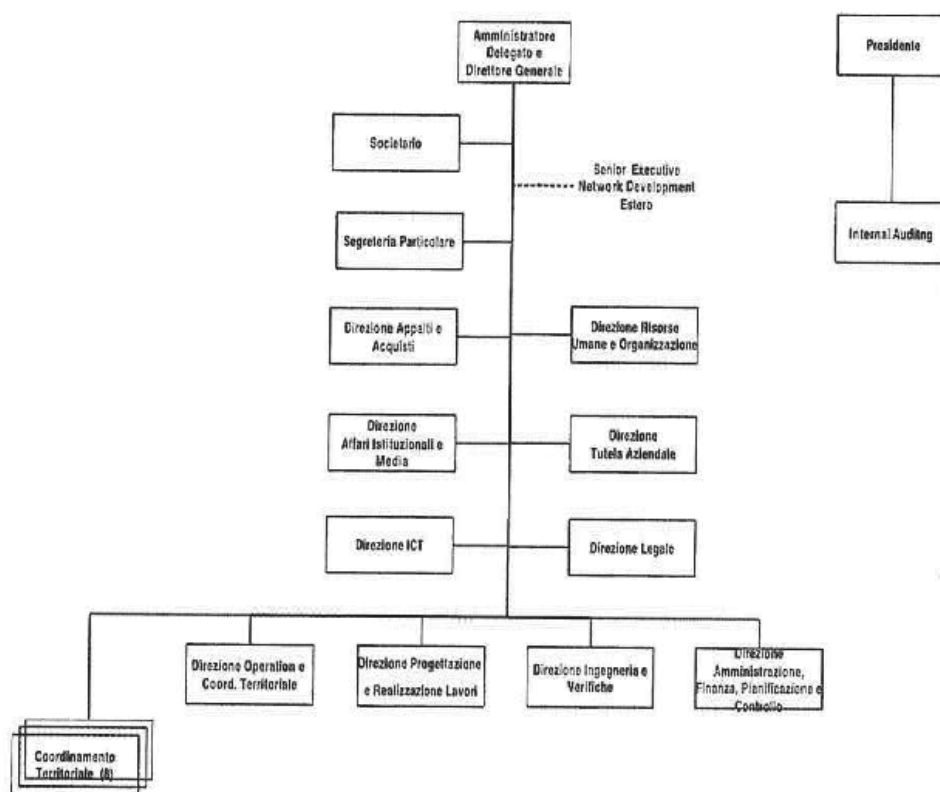 Amministratore
Delegato e
Direttore Generale
Presidente
Societario
Senior Executive
Network Development
Estero
Segreteria Particolare
Internal Auditng
Direzione Appalti e
Acquisti
Direzione Risorse
Umane e Organizzazione
Direzione
Affari Istituzionali e
Media
Direzione
Tutela Aziendale
Direzione ICT
Direzione Legale
Direzione Operation e
Coord. Territoriale
Direzione Progettazione
e Realizzazione Lavori
Direzione Ingegneria e
Verifiche
Direzione
Amministrazione,
Finanza, Pianificazione e
Controllo
Coordinamento
Territoriale (8)